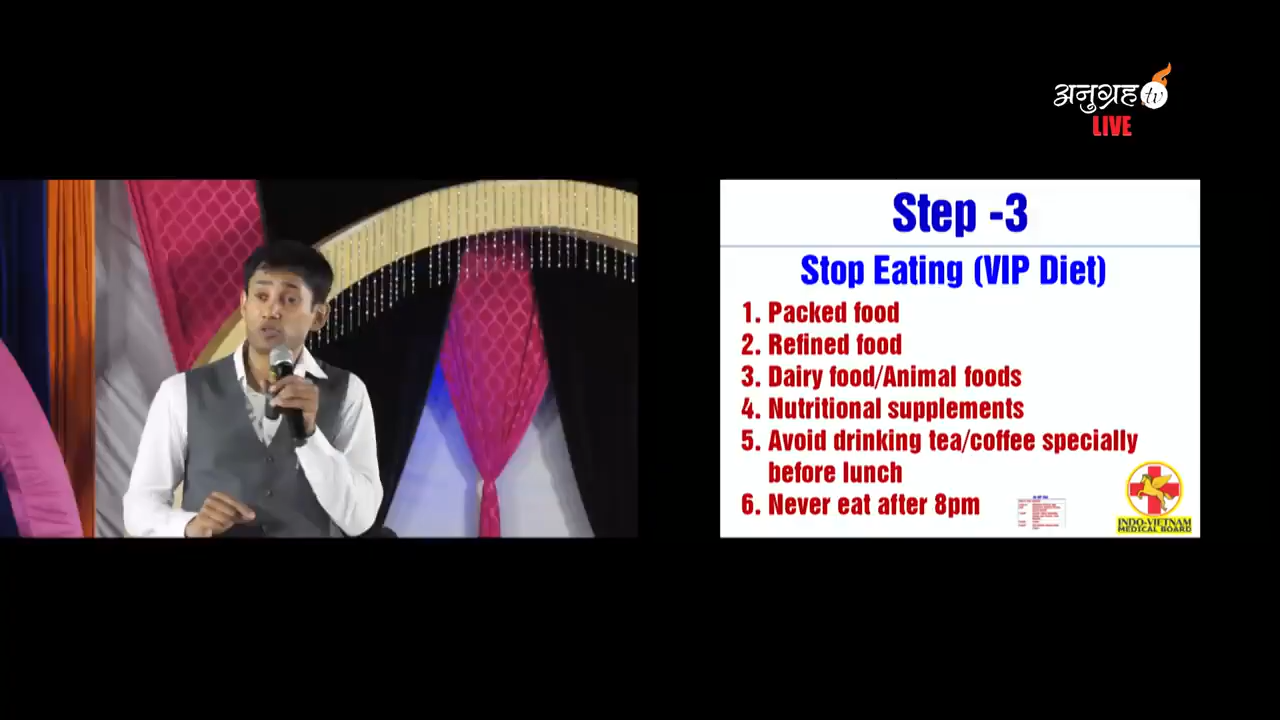 अनुग्रह tv
LIVE
Step -3
Stop Eating (VIP Diet)
1. Packed food
2. Refined food
3. Dairy food/Animal foods
4. Nutritional supplements
5. Avoid drinking tea/coffee specially
before lunch
6. Never eat after 8pm
INDO-VIETNAM
MEDICAL BOARD